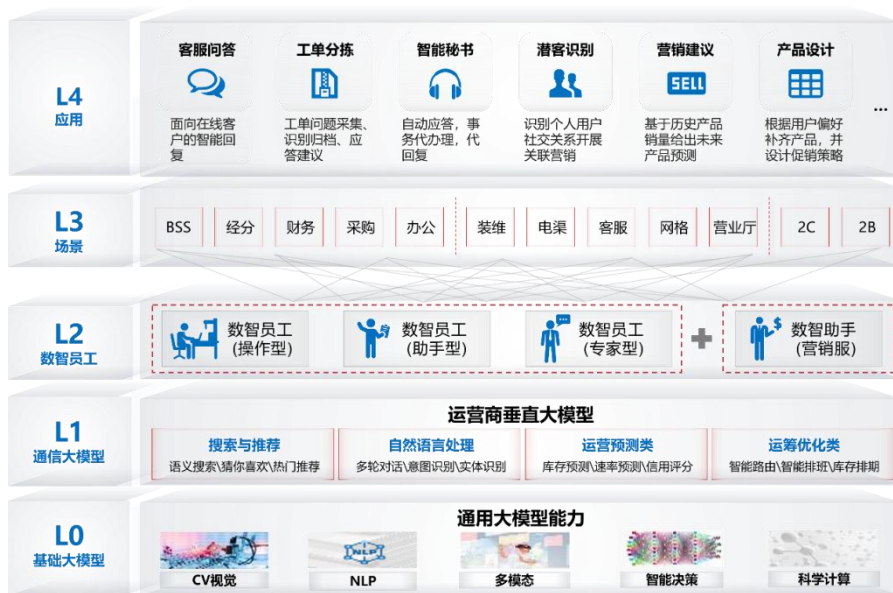 L4
应用
客服问答
工单分拣
智能秘书
潜客识别
营销建议
产品设计
SELL
面向在线客
户的智能回
复
工单问题采集、
识别归档、应
答建议
自动应答，事
务代办理，代
回复
识别个人用户
社交关系开展
关联营销
基于历史产品
销量给出未来
产品预测
根据用户偏好
补齐产品，并
设计促销策略
...
L3
场景
BSS
经分
财务
采购
办公
装维
电渠
客服
网格
营业厅
2C
2B
L2
数智员工
数智员工
(操作型)
数智员工
(助手型)
数智员工
(专家型)
数智助手
(营销服)
L1
通信大模型
运营商垂直大模型
搜索与推荐
语义搜索\猜你喜欢\热门推荐
自然语言处理
多轮对话\意图识别\实体识别
运营预测类
库存预测\速率预测\信用评分
运筹优化类
智能路由\智能排班\库存排期
L0
基础大模型
通用大模型能力
NLP
CV视觉
NLP
多模态
智能决策
科学计算